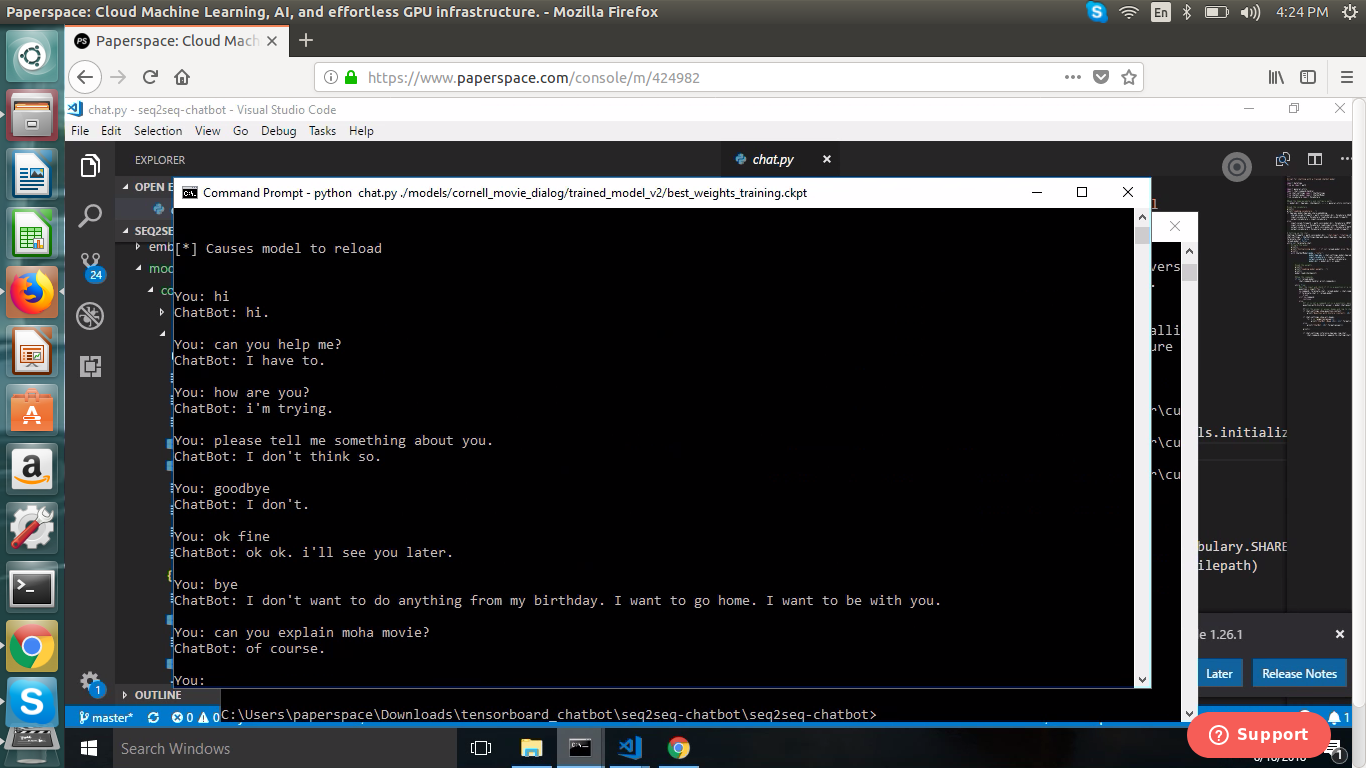 Paperspace: Cloud Machine Learning, AI, and effortless GPU infrastructure. - Mozilla Firefox
En
4:24 PM
Paperspace: Cloud Mach
https://www.paperspace.com/console/m/424982
chat.py - seq2seq-chatbot - Visual Studio Code
File Edit Selection View Go Debug Tasks Help
EXPLORER
chat.py
OPEN E
Command Prompt - python chat.py ./models/cornell_movie_dialog/trained_model_v2/best_weights_training.ckpt
SEQ2SE
emb
[*] Causes model to reload
24
mod
vers
co
You: hi
ChatBot: hi.
alli
You: can you help me?
ure
ChatBot: I have to.
You: how are you?
ChatBot: i'm trying.
r\cu
ls.initializ
You: please tell me something about you.
r\cu
ChatBot: I don't think so.
r\cu
You: goodbye
ChatBot: I don't.
You: ok fine
bulary.SHARE
ChatBot: ok ok. i'll see you later.
ilepath)
You: bye
ChatBot: I don't want to do anything from my birthday. I want to go home. I want to be with you.
You: can you explain moha movie?
e 1.26.1
ChatBot: of course.
You:
Later
Release Notes
1
OUTLINE
master*
0
0
C:\Users\paperspace\Downloads\tensorboard_chatbot\seq2seq-chatbot\seq2seq-chatbot>
1
Search Windows
Support
1